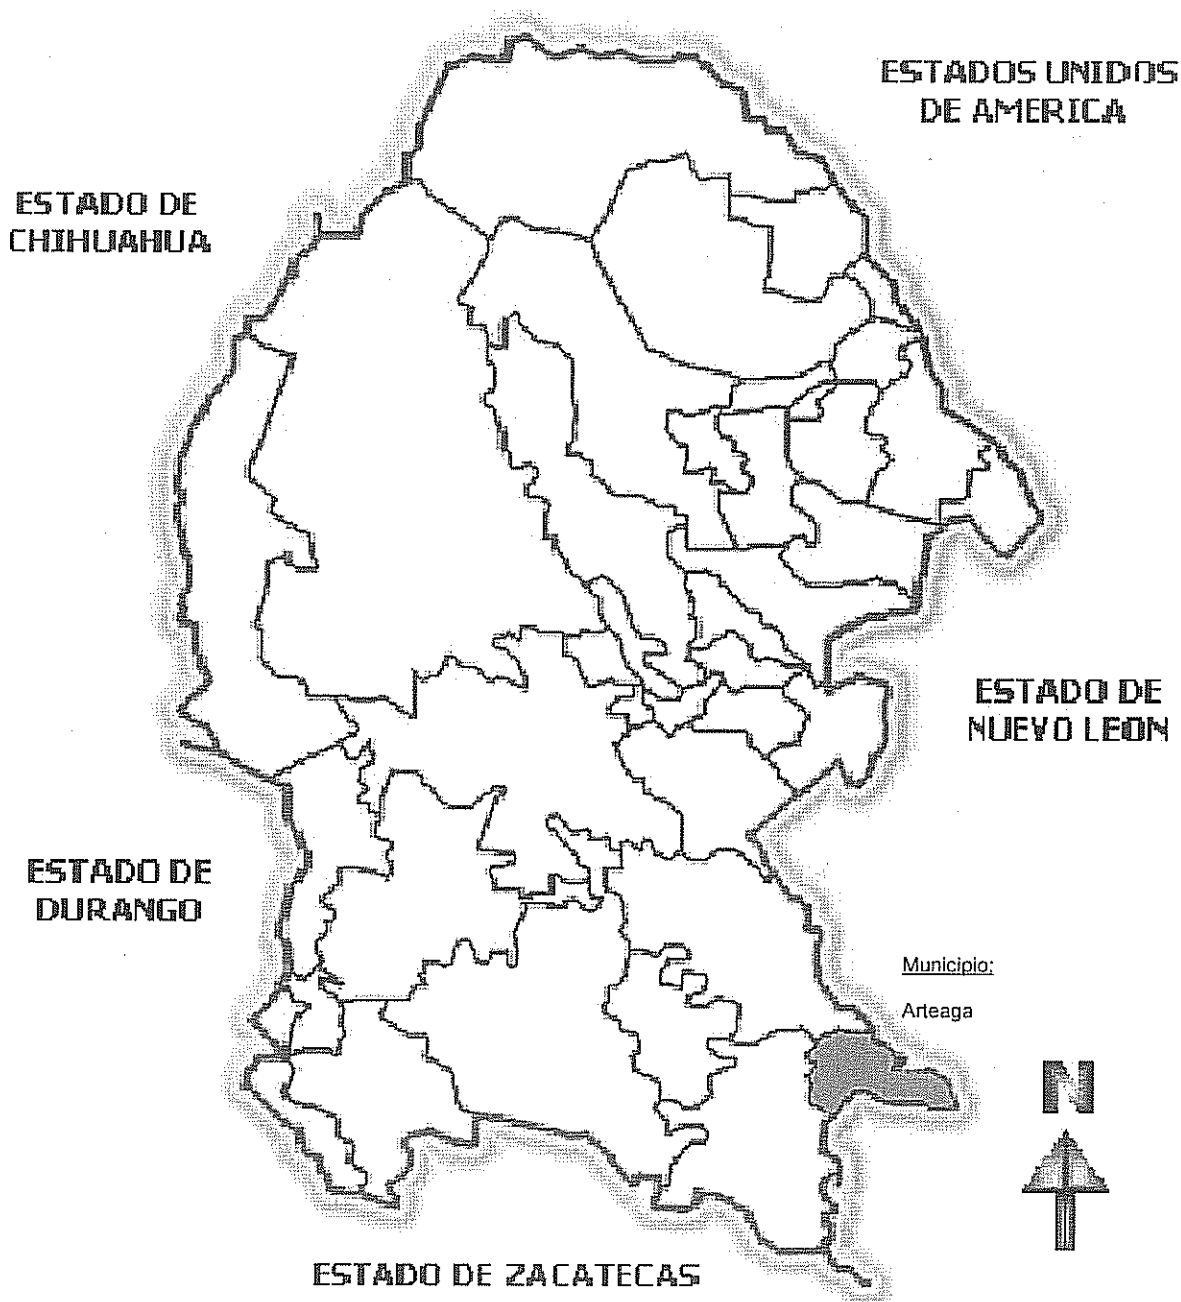 ESTADOS UNIDOS
DE AMERICA
ESTADO DE
CHIHUAHUA
ESTADO DE
NUEVO LEON
ESTADO DE
DURANGO
Municipio:
Arteaga
N
ESTADO DE ZACATECAS